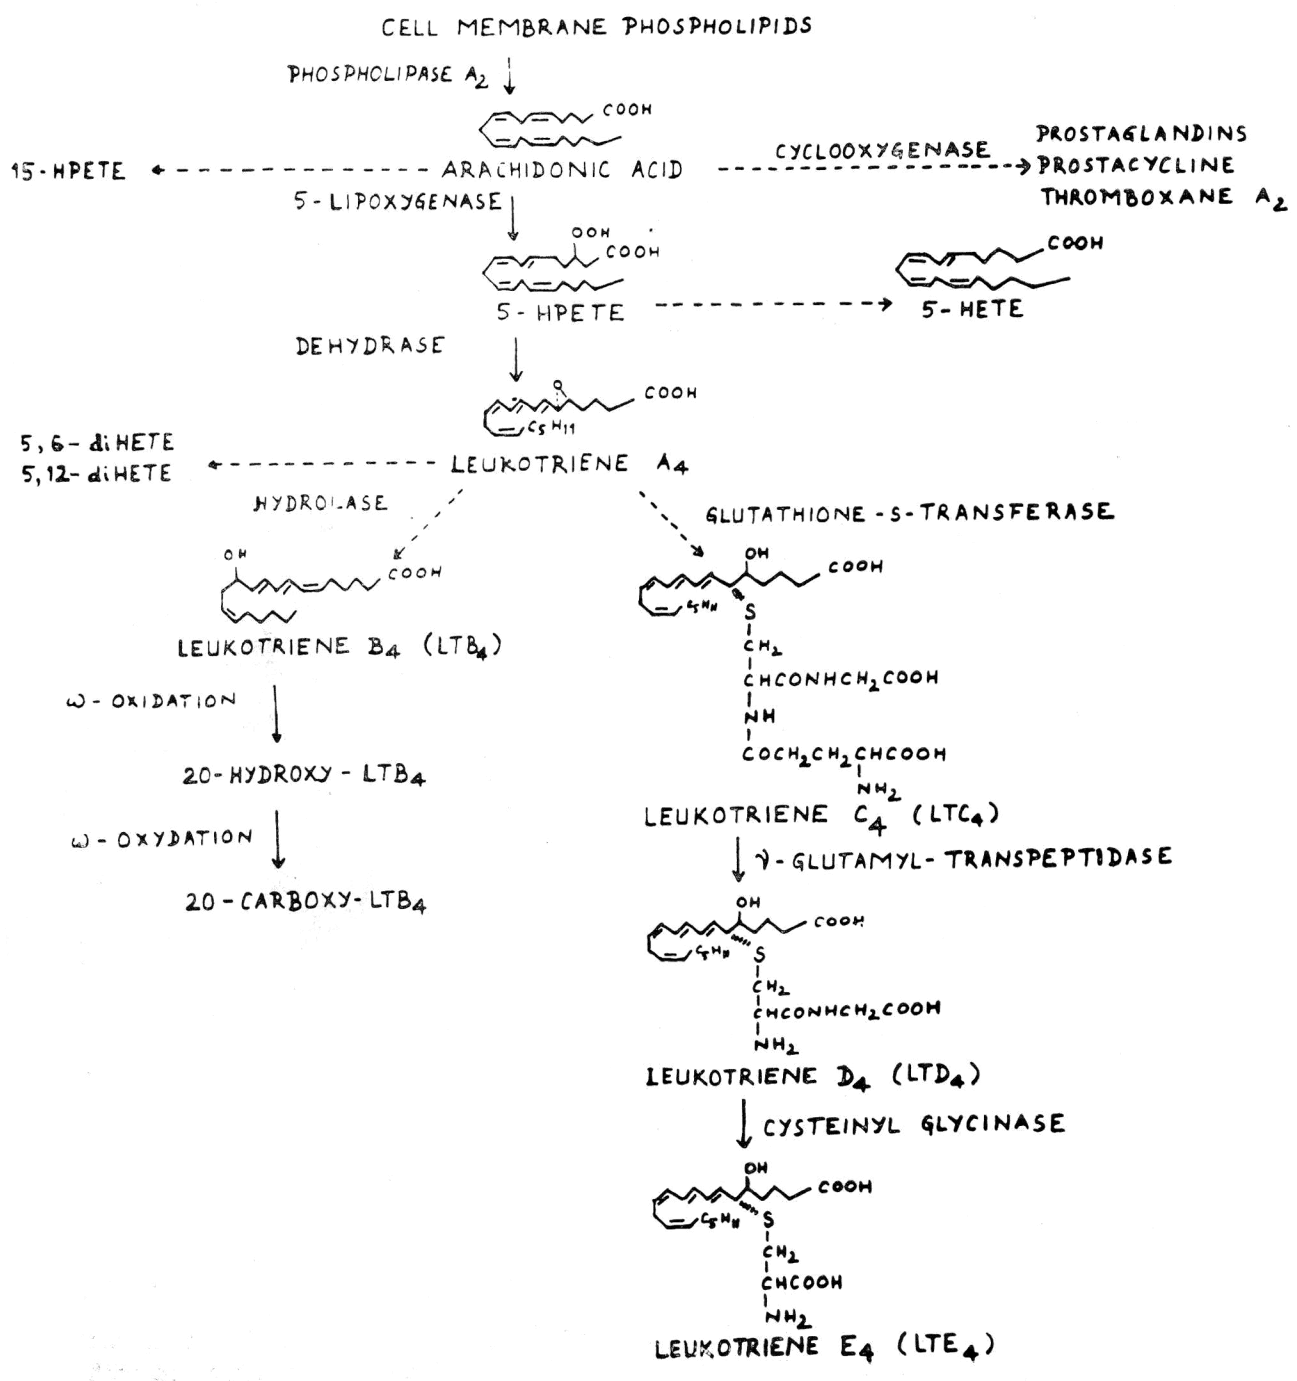 CELL MEMBRANE PHOSPHOLIPIDS
PHOSPHOLIPASE A2
COOH
15-HPETE
ARACHIDONIC ACID
CYCLOOXYGENASE
PROSTAGLANDINS
PROSTACYCLINE
THROMBOXANE A2
5-LIPOXYGENASE
OOH
COOH
5-HPETE
COOH
5-HETE
DEHYDRASE
O
COOH
C5H11
5,6-diHETE
5,12-diHETE
LEUKOTRIENE A4
HYDROLASE
GLUTATHIONE-S-TRANSFERASE
OH
COOH
LEUKOTRIENE B4 (LTB4)
OH
COOH
C5H11
S
CH2
CHCONHCH2COOH
NH
COCH2CH2CHCOOH
NH2
LEUKOTRIENE C4 (LTC4)
ω-OXIDATION
20-HYDROXY-LTB4
ω-OXYDATION
20-CARBOXY-LTB4
γ-GLUTAMYL-TRANSPEPTIDASE
OH
COOH
C5H11
S
CH2
CHCONHCH2COOH
NH2
LEUKOTRIENE D4 (LTD4)
CYSTEINYL GLYCINASE
OH
COOH
C5H11
S
CH2
CHCOOH
NH2
LEUKOTRIENE E4 (LTE4)